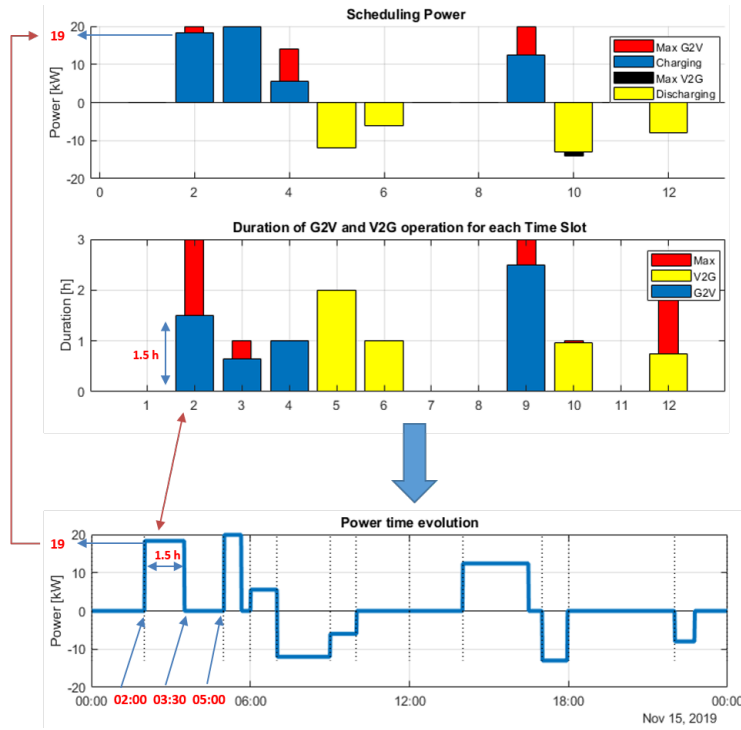 Scheduling Power
19
Power [kW]
20
10
0
-10
-20
0
2
4
6
8
10
12
Max G2V
Charging
Max V2G
Discharging
Duration of G2V and V2G operation for each Time Slot
Duration [h]
3
2
1
0
1.5 h
1
2
3
4
5
6
7
8
9
10
11
12
Max
V2G
G2V
Power time evolution
19
Power [kW]
20
10
0
-10
-20
1.5 h
02:00
03:30
05:00
00:00
06:00
12:00
18:00
00:00
Nov 15, 2019